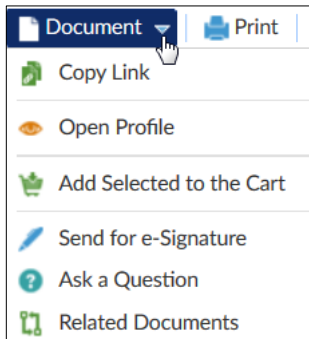 Document Print
Copy Link
Open Profile
Add Selected to the Cart
Send for e-Signature
Ask a Question
Related Documents